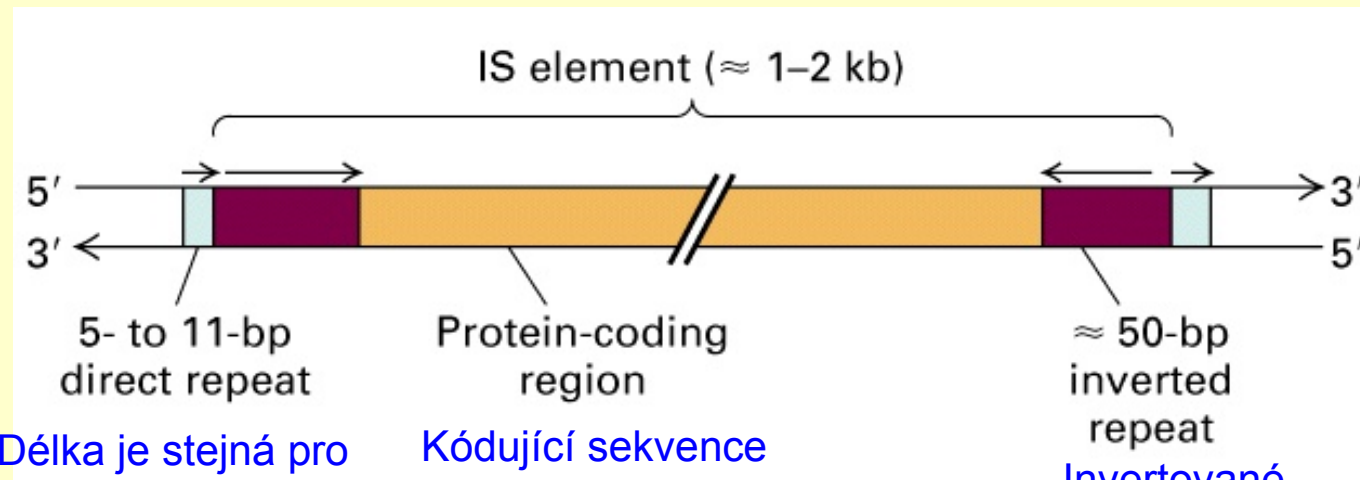 IS element (≈ 1–2 kb)
5′ 3′
3′ 5′
5- to 11-bp
direct repeat
Protein-coding
region
≈ 50-bp
inverted
repeat
Délka je stejná pro
Kódující sekvence
Invertované